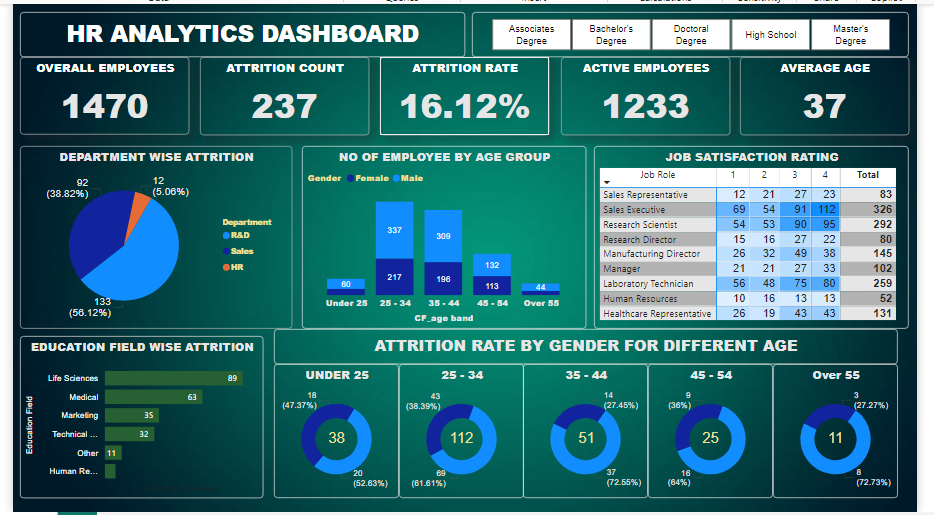 HR ANALYTICS DASHBOARD
Associates
Degree
Bachelor's
Degree
Doctoral
Degree
High School
Master's
Degree
OVERALL EMPLOYEES
1470
ATTRITION COUNT
237
ATTRITION RATE
16.12%
ACTIVE EMPLOYEES
1233
AVERAGE AGE
37
DEPARTMENT WISE ATTRITION
92
(38.82%)
12
(5.06%)
133
(56.12%)
Department
R&D
Sales
HR
NO OF EMPLOYEE BY AGE GROUP
Gender Female Male
60
337
217
309
196
132
113
44
Under 25 25 - 34 35 - 44 45 - 54 Over 55
CF_age band
JOB SATISFACTION RATING
Job Role 1 2 3 4 Total
Sales Representative 12 21 27 23 83
Sales Executive 69 54 91 112 326
Research Scientist 54 53 90 95 292
Research Director 15 16 27 22 80
Manufacturing Director 26 32 49 38 145
Manager 21 21 27 33 102
Laboratory Technician 56 48 75 80 259
Human Resources 10 16 13 13 52
Healthcare Representative 26 19 43 43 131
EDUCATION FIELD WISE ATTRITION
Education Field
Life Sciences 89
Medical 63
Marketing 35
Technical ... 32
Other 11
Human Re...
ATTRITION RATE BY GENDER FOR DIFFERENT AGE
UNDER 25
18
(47.37%)
38
20
(52.63%)
25 - 34
43
(38.39%)
112
69
(61.61%)
35 - 44
14
(27.45%)
51
37
(72.55%)
45 - 54
9
(36%)
25
16
(64%)
Over 55
3
(27.27%)
11
8
(72.73%)